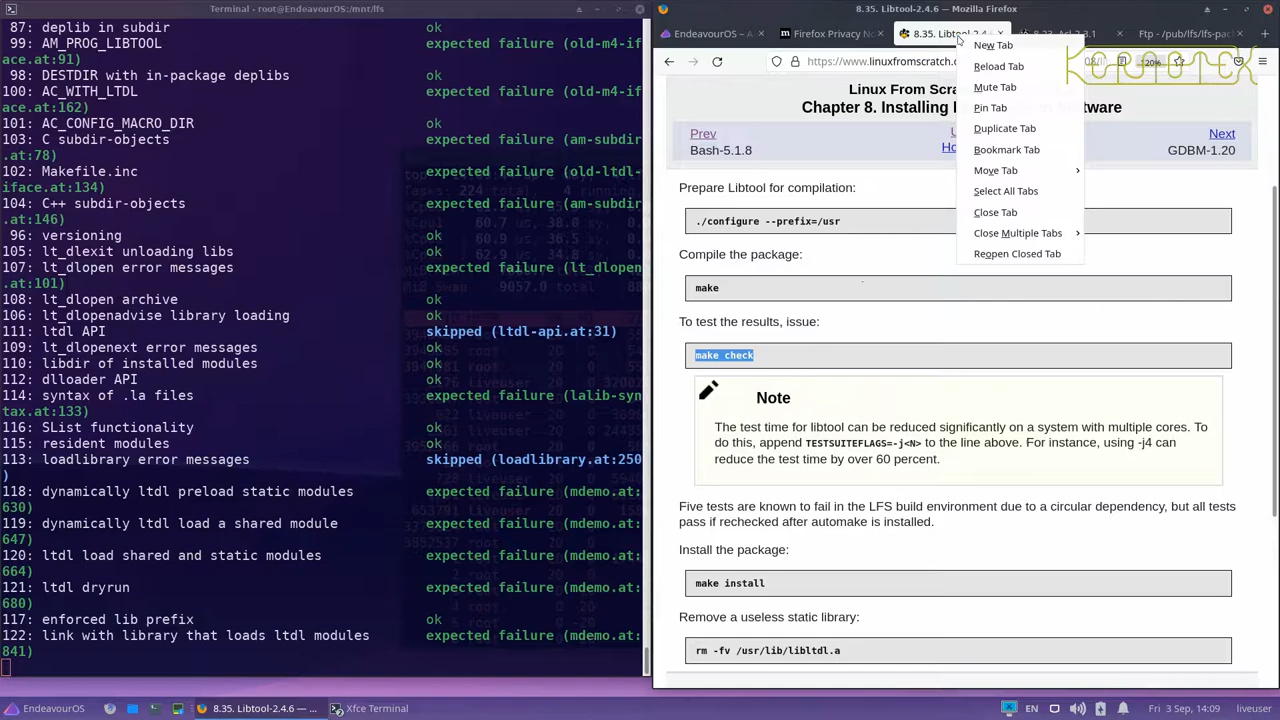 Terminal - root@EndeavourOS:/mnt/lfs
87: deplib in subdir ok
99: AM_PROG_LIBTOOL expected failure (old-m4-if
ace.at:91)
98: DESTDIR with in-package deplibs ok
100: AC_WITH_LTDL expected failure (old-m4-if
ace.at:162)
101: AC_CONFIG_MACRO_DIR ok
103: C subdir-objects expected failure (am-subdir
.at:78)
102: Makefile.inc expected failure (old-ltdl-
iface.at:134)
104: C++ subdir-objects expected failure (am-subdir
.at:146)
96: versioning ok
105: lt_dlexit unloading libs ok
107: lt_dlopen error messages expected failure (lt_dlopen
.at:101)
108: lt_dlopen archive ok
106: lt_dlopenadvise library loading ok
111: ltdl API skipped (ltdl-api.at:31)
109: lt_dlopenext error messages ok
110: libdir of installed modules ok
112: dlloader API ok
114: syntax of .la files expected failure (lalib-syn
tax.at:133)
116: SList functionality ok
115: resident modules ok
113: loadlibrary error messages skipped (loadlibrary.at:250
)
118: dynamically ltdl preload static modules expected failure (mdemo.at:
630)
119: dynamically ltdl load a shared module expected failure (mdemo.at:
647)
120: ltdl load shared and static modules expected failure (mdemo.at:
664)
121: ltdl dryrun expected failure (mdemo.at:
680)
117: enforced lib prefix ok
122: link with library that loads ltdl modules expected failure (mdemo.at:
841)
8.35. Libtool-2.4.6 — Mozilla Firefox
EndeavourOS - A
Firefox Privacy No
8.35. Libtool-2.4
8.23. Acl-2.3.1
Ftp - /pub/lfs/lfs-pac
https://www.linuxfromscratch.
120%
New Tab
Reload Tab
Mute Tab
Pin Tab
Duplicate Tab
Bookmark Tab
Move Tab
Select All Tabs
Close Tab
Close Multiple Tabs
Reopen Closed Tab
Linux From Scra
Chapter 8. Installing
Prev
Next
Bash-5.1.8
GDBM-1.20
Prepare Libtool for compilation:
./configure --prefix=/usr
Compile the package:
make
To test the results, issue:
make check
Note
The test time for libtool can be reduced significantly on a system with multiple cores. To
do this, append TESTSUITEFLAGS=-j<N> to the line above. For instance, using -j4 can
reduce the test time by over 60 percent.
Five tests are known to fail in the LFS build environment due to a circular dependency, but all tests
pass if rechecked after automake is installed.
Install the package:
make install
Remove a useless static library:
rm -fv /usr/lib/libltdl.a
EndeavourOS
8.35. Libtool-2.4.6 — ...
Xfce Terminal
EN
Fri 3 Sep, 14:09
liveuser